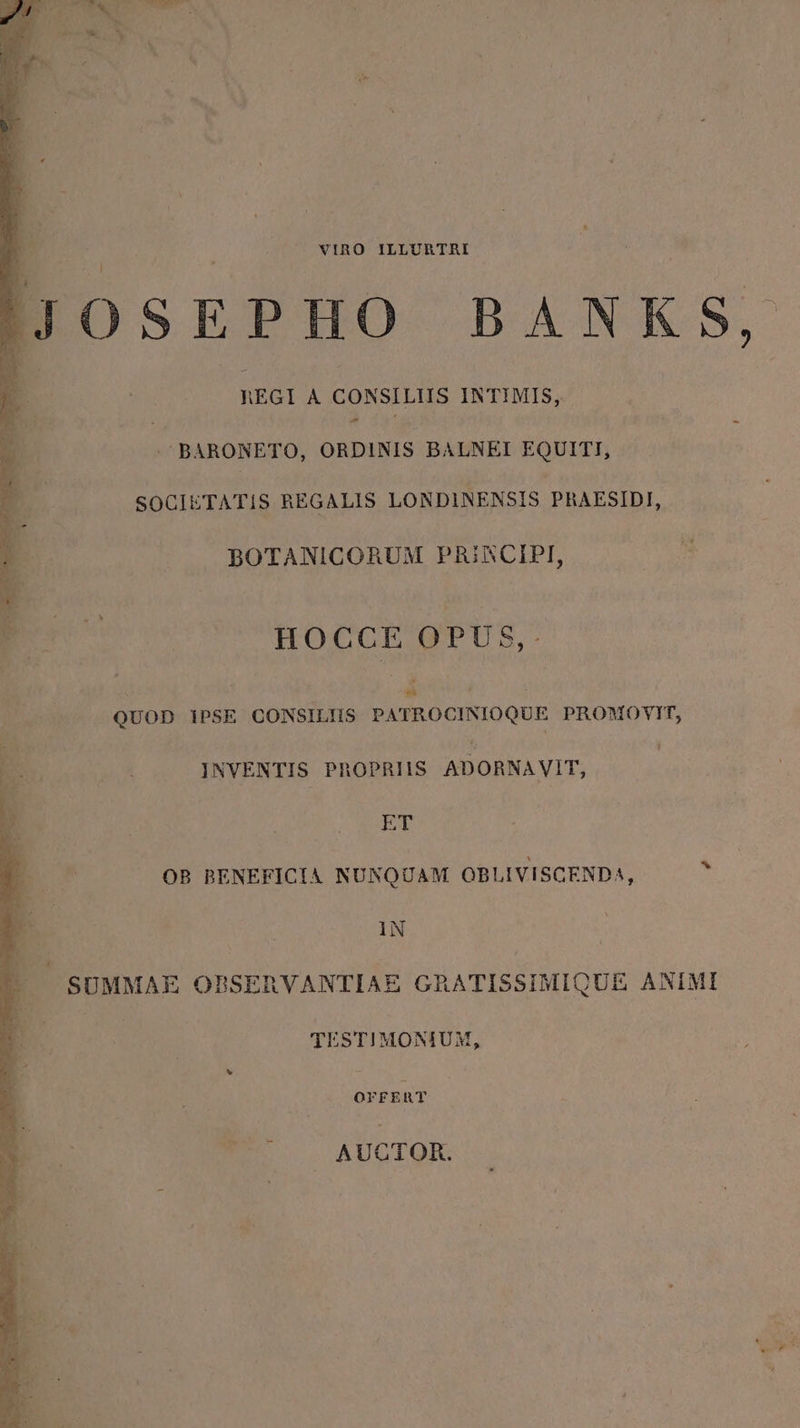 VIRO ILLURTRI
JOSEPHO BANKS,
REGI A CONSILIIS INTIMIS,
BARONETO, ORDINIS BALNEI EQUITI,
SOCIETATIS REGALIS LONDINENSIS PRAESIDI,
BOTANICORUM PRINCIPI,
HOCCE OPUS,
QUOD IPSE CONSILIIS PATROCINIOQUE PROMOVIT,
INVENTIS PROPRIIS ADORNAVIT,
ET
OB BENEFICIA NUNQUAM OBLIVISCENDA,
IN
SUMMAE OBSERVANTIAE GRATISSIMIQUE ANIMI
TESTIMONIUM,
OFFERT
AUCTOR.